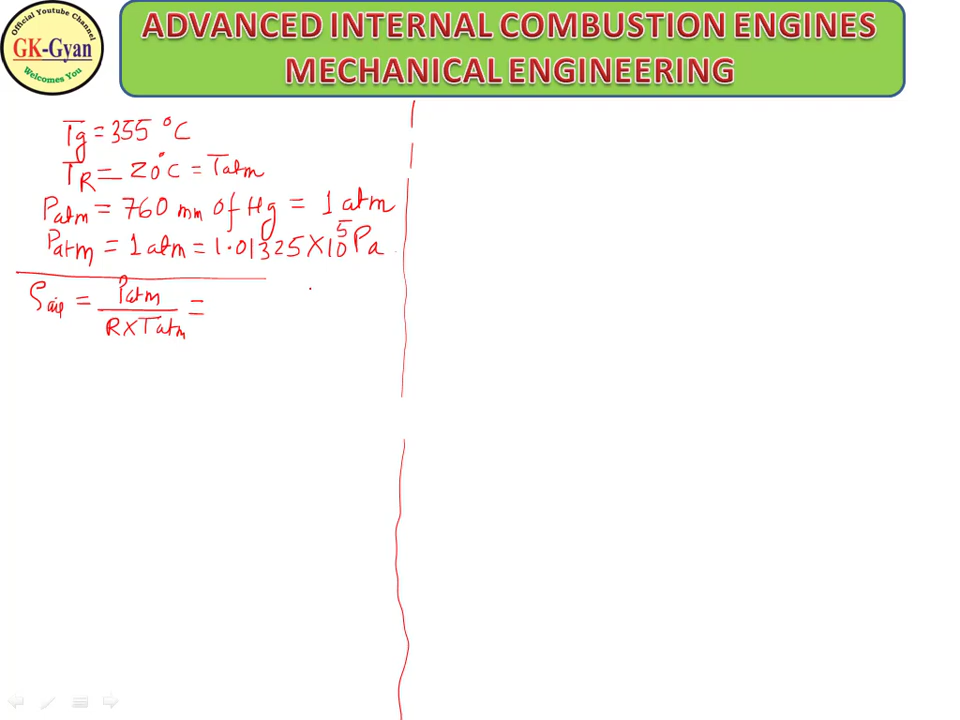 Official Youtube Channel
GK-Gyan
Welcomes You
ADVANCED INTERNAL COMBUSTION ENGINES
MECHANICAL ENGINEERING
Tg = 355 °C
TR = 20°C = Tatm
Patm = 760 mm of Hg = 1 atm
Patm = 1 atm = 1.01325 X 10^5 Pa
ρair = Patm / (R X Tatm) =